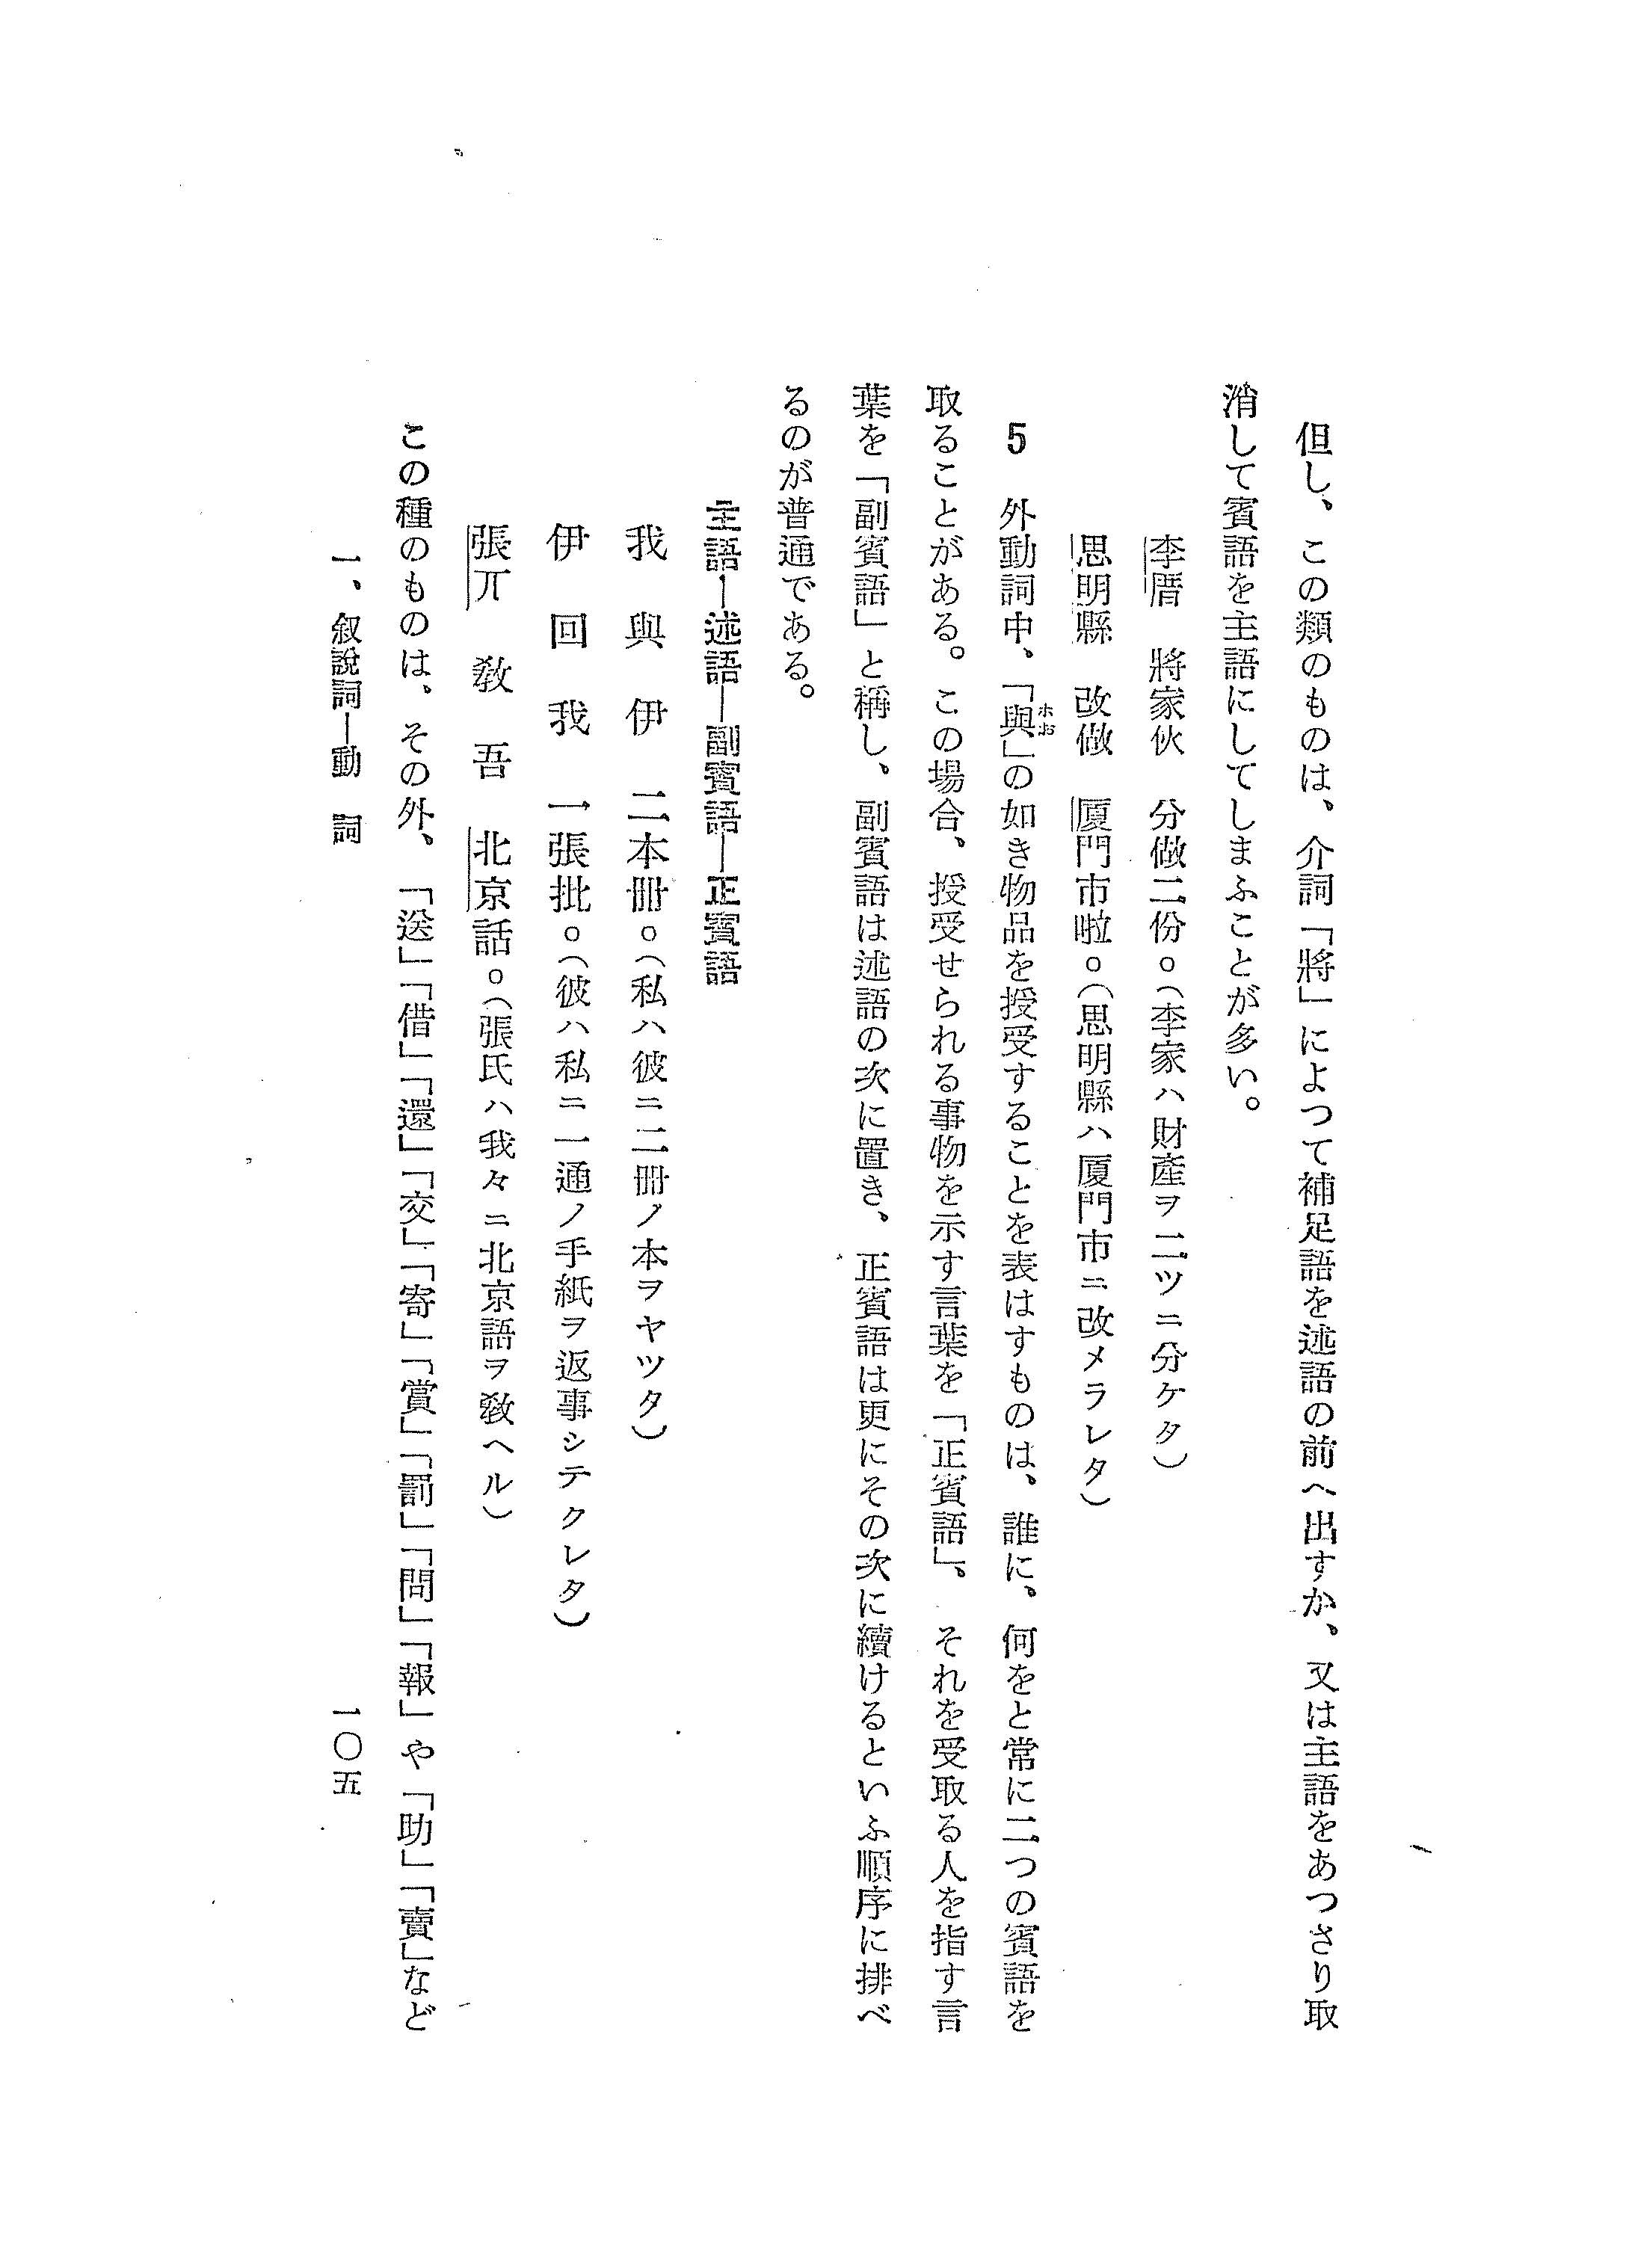 但し、この類のものは、介詞「將」によつて補足語を述語の前へ出すか、又は主語をあつさり取
消して賓語を主語にしてしまふことが多い。
李厝　將家伙　分做二份。(李家ハ財產ヲ二ツニ分ケタ)
思明縣　改做　厦門市啦。(思明縣ハ厦門市ニ改メラレタ)
5　外動詞中、「與」の如き物品を授受することを表はすものは、誰に、何をと常に二つの賓語を
ホお
取ることがある。この場合、授受せられる事物を示す言葉を「正賓語」、それを受取る人を指す言
葉を「副賓語」と稱し、副賓語は述語の次に置き、正賓語は更にその次に續けるといふ順序に排べ
るのが普通である。
主語―述語―副賓語―正賓語
我　與　伊　二本冊。(私ハ彼ニ二冊ノ本ヲヤツタ)
伊　回　我　一張批。(彼ハ私ニ一通ノ手紙ヲ返事シテクレタ)
張丌　敎　吾　北京話。(張氏ハ我々ニ北京語ヲ敎ヘル)
この種のものは、その外、「送」「借」「還」「交」「寄」「賞」「罰」「問」「報」や「助」「賣」など
一、叙說詞―動　詞
一〇五